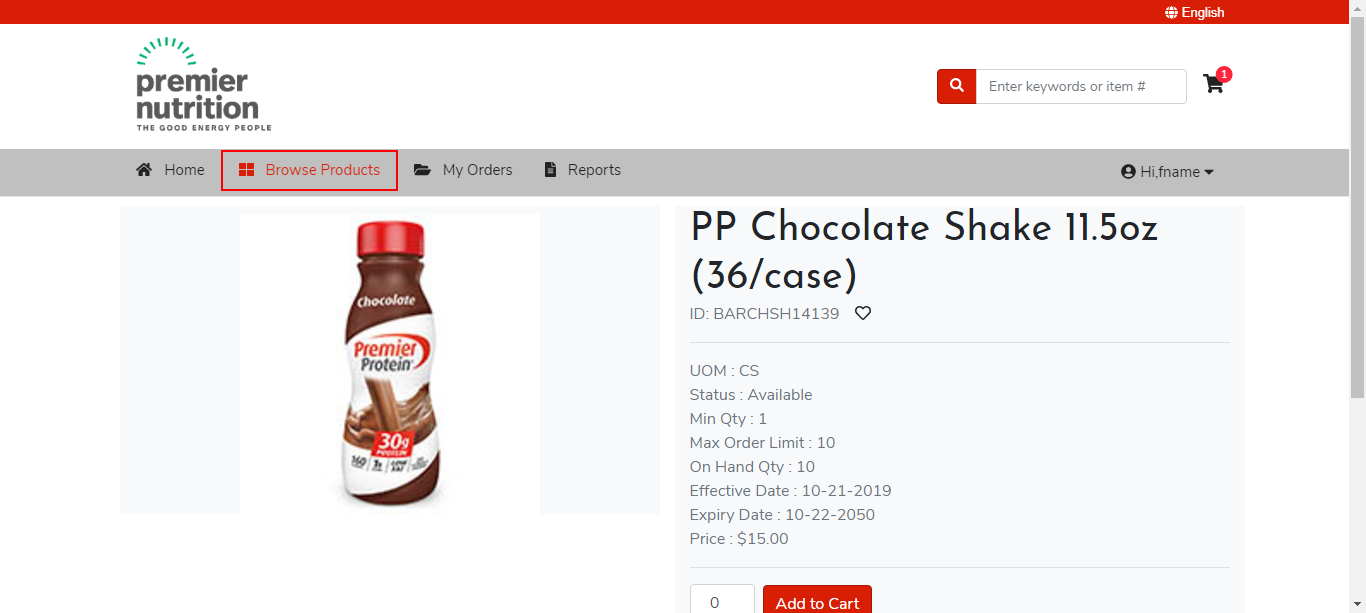 English
premier
nutrition
THE GOOD ENERGY PEOPLE
Enter keywords or item #
1
Home
Browse Products
My Orders
Reports
Hi,fname
Chocolate
Premier
Protein
30g
PROTEIN
160
PP Chocolate Shake 11.5oz
(36/case)
ID: BARCHSH14139
UOM : CS
Status : Available
Min Qty : 1
Max Order Limit : 10
On Hand Qty : 10
Effective Date : 10-21-2019
Expiry Date : 10-22-2050
Price : $15.00
0
Add to Cart